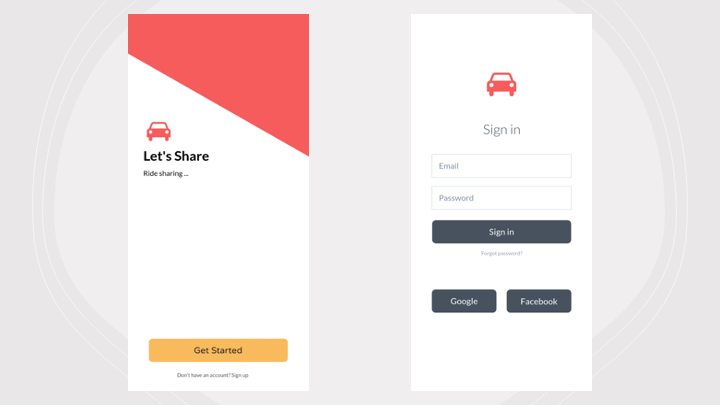 Let's Share
Ride sharing ...
Get Started
Don't have an account? Sign up
Sign in
Email
Password
Sign in
Forgot password?
Google
Facebook